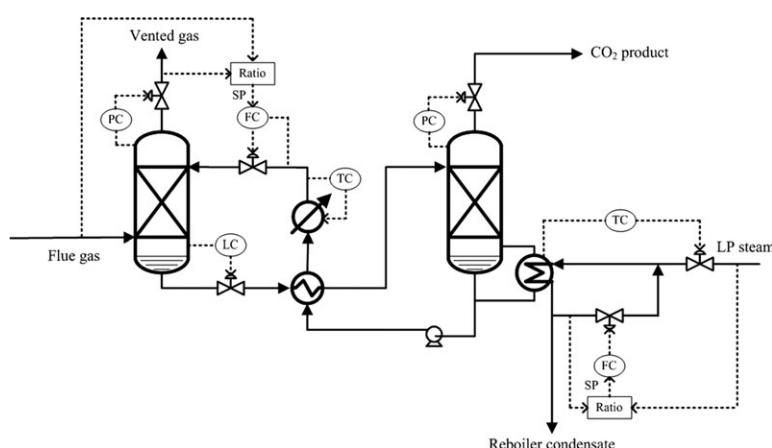 Vented gas
CO₂ product
Ratio
SP
PC
FC
PC
TC
TC
LC
LP steam
Flue gas
FC
SP
Ratio
Reboiler condensate